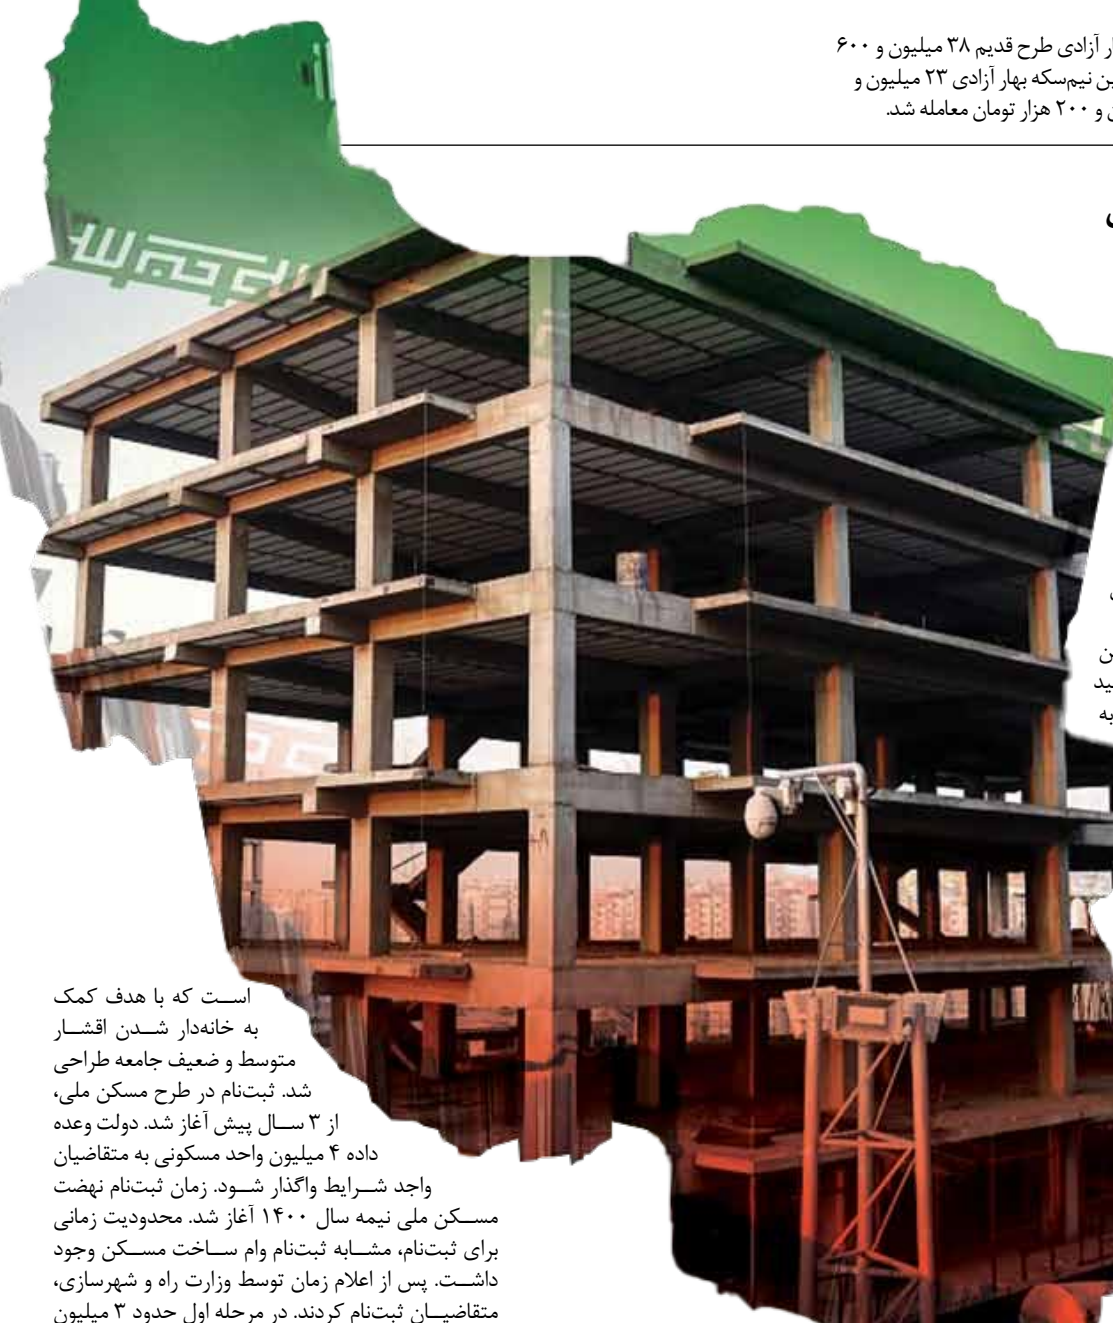 ار آزادی طرح قدیم ۳۸ میلیون و ۶۰۰
ین نیم‌سکه بهار آزادی ۲۳ میلیون و
و ۲۰۰ هزار تومان معامله شد.
ین
ید
به
است که با هدف کمک
به خانه‌دار شدن اقشار
متوسط و ضعیف جامعه طراحی
شد. ثبت‌نام در طرح مسکن ملی،
از ۳ سال پیش آغاز شد. دولت وعده
داده ۴ میلیون واحد مسکونی به متقاضیان
واجد شرایط واگذار شود. زمان ثبت‌نام نهضت
مسکن ملی نیمه سال ۱۴۰۰ آغاز شد. محدودیت زمانی
برای ثبت‌نام، مشابه ثبت‌نام وام ساخت مسکن وجود
داشت. پس از اعلام زمان توسط وزارت راه و شهرسازی،
متقاضیان ثبت‌نام کردند. در مرحله اول حدود ۳ میلیون